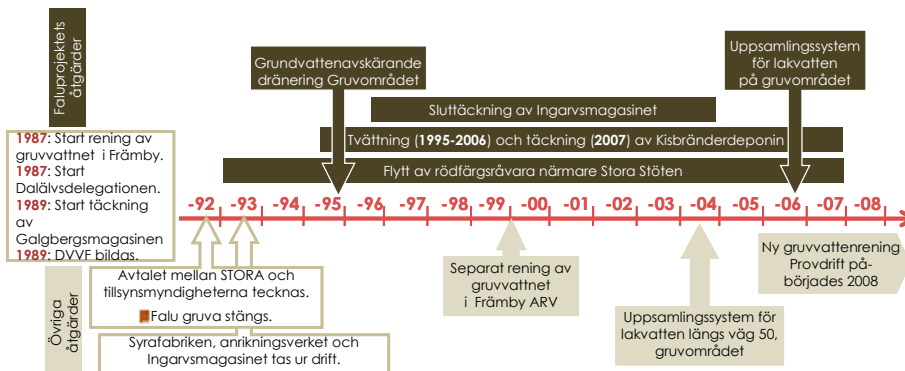 Faluprojektets
åtgärder
Grundvattenavskärande
dränering Gruvområdet
Uppsamlingssystem
för lakvatten
på gruvområdet
Sluttäckning av Ingarvsmagasinet
Tvättning (1995-2006) och täckning (2007) av Kisbränderdeponin
Flytt av rödfärgsråvara närmare Stora Stöten
1987: Start rening av
gruvvattnet i Främby.
1987: Start
Dalälvsdelegationen.
1989: Start täckning
av
Galgbergsmagasinen
1989: DVVF bildas.
-92 -93 -94 -95 -96 -97 -98 -99 -00 -01 -02 -03 -04 -05 -06 -07 -08
Övriga
åtgärder
Avtalet mellan STORA och
tillsynsmyndigheterna tecknas.
Falu gruva stängs.
Syrafabriken, anrikningsverket och
Ingarvsmagasinet tas ur drift.
Separat rening av
gruvvattnet
i Främby ARV
Uppsamlingssystem för
lakvatten längs väg 50,
gruvområdet
Ny gruvvattenrening
Provdrift på-
börjades 2008